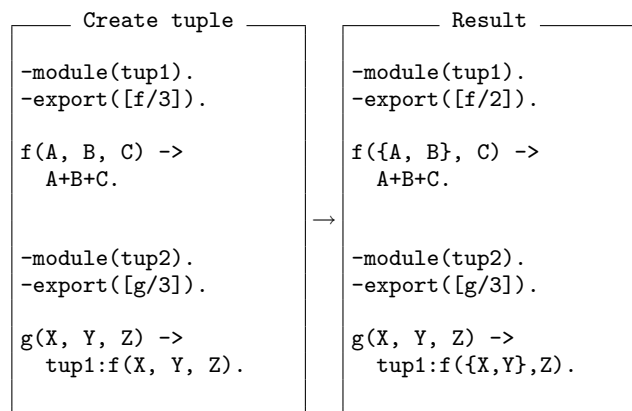 Create tuple
-module(tup1).
-export([f/3]).
f(A, B, C) ->
A+B+C.
-module(tup2).
-export([g/3]).
g(X, Y, Z) ->
tup1:f(X, Y, Z).
→
Result
-module(tup1).
-export([f/2]).
f({A, B}, C) ->
A+B+C.
-module(tup2).
-export([g/3]).
g(X, Y, Z) ->
tup1:f({X,Y},Z).